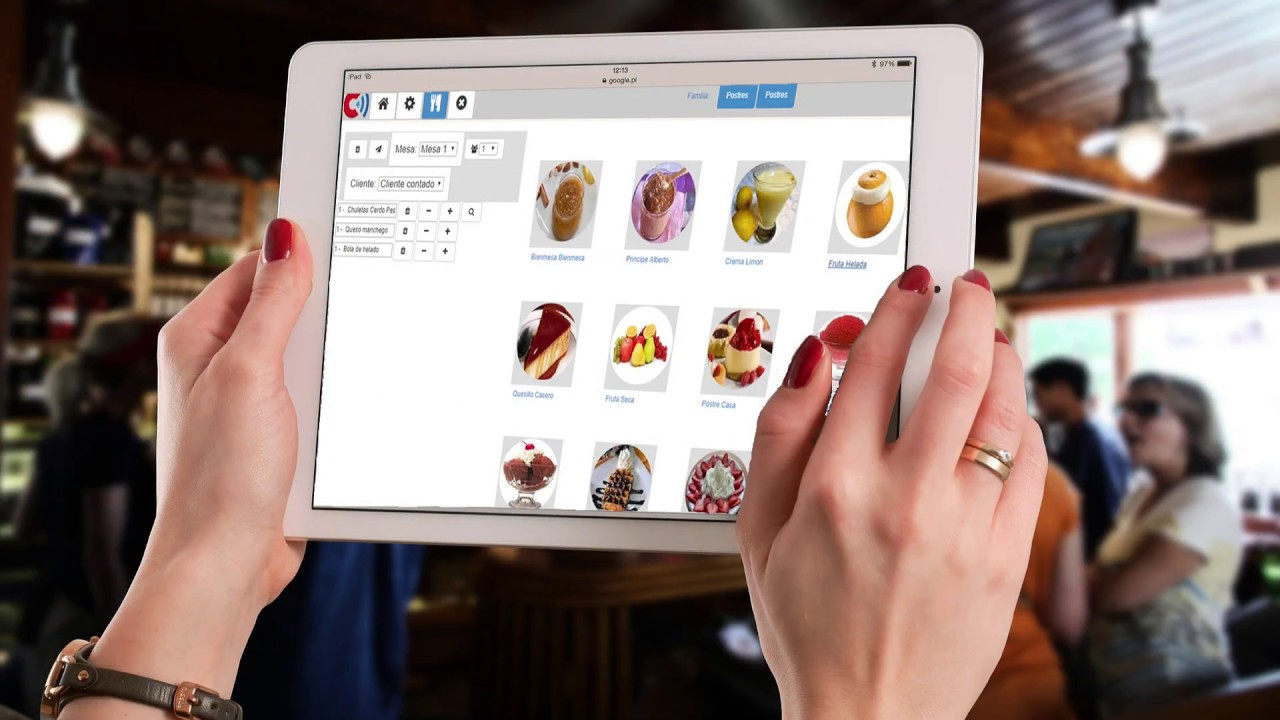 iPad
12:13
97%
google.pl
Familia:
Postres
Postres
Mesa: Mesa 1
1
Cliente: Cliente contado
1 - Chuletas Cerdo Pes
1 - Queso manchego
1 - Bola de helado
Bienmesa Bienmesa
Principe Alberto
Crema Limon
Fruta Helada
Quesito Casero
Fruta Seca
Postre Casa